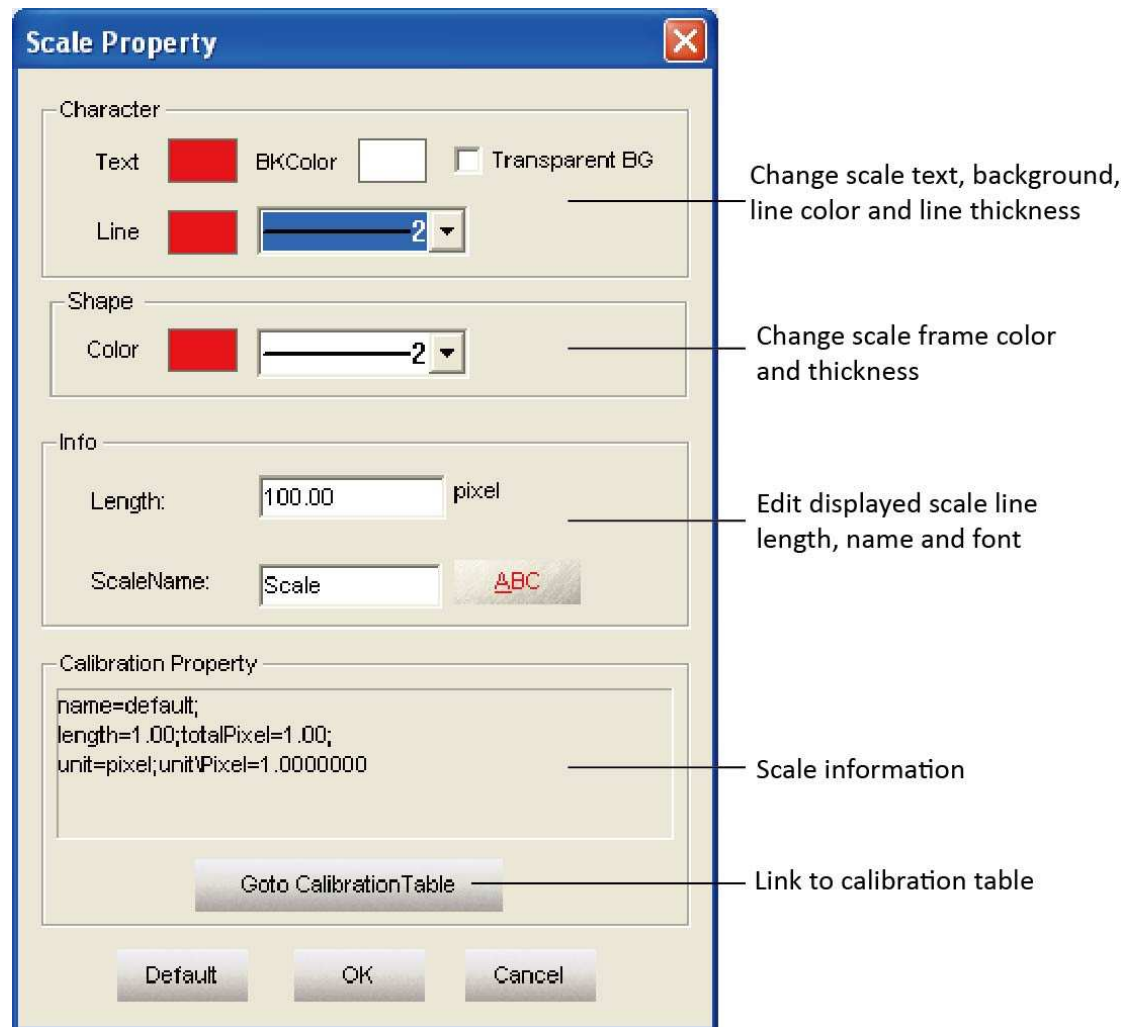 Scale Property
Character
Text BKColor Transparent BG
Line 2
Change scale text, background,
line color and line thickness
Shape
Color 2
Change scale frame color
and thickness
Info
Length: 100.00 pixel
ScaleName: Scale ABC
Edit displayed scale line
length, name and font
Calibration Property
name=default;
length=1.00;totalPixel=1.00;
unit=pixel;unit\Pixel=1.0000000
Scale information
Goto CalibrationTable
Link to calibration table
Default OK Cancel